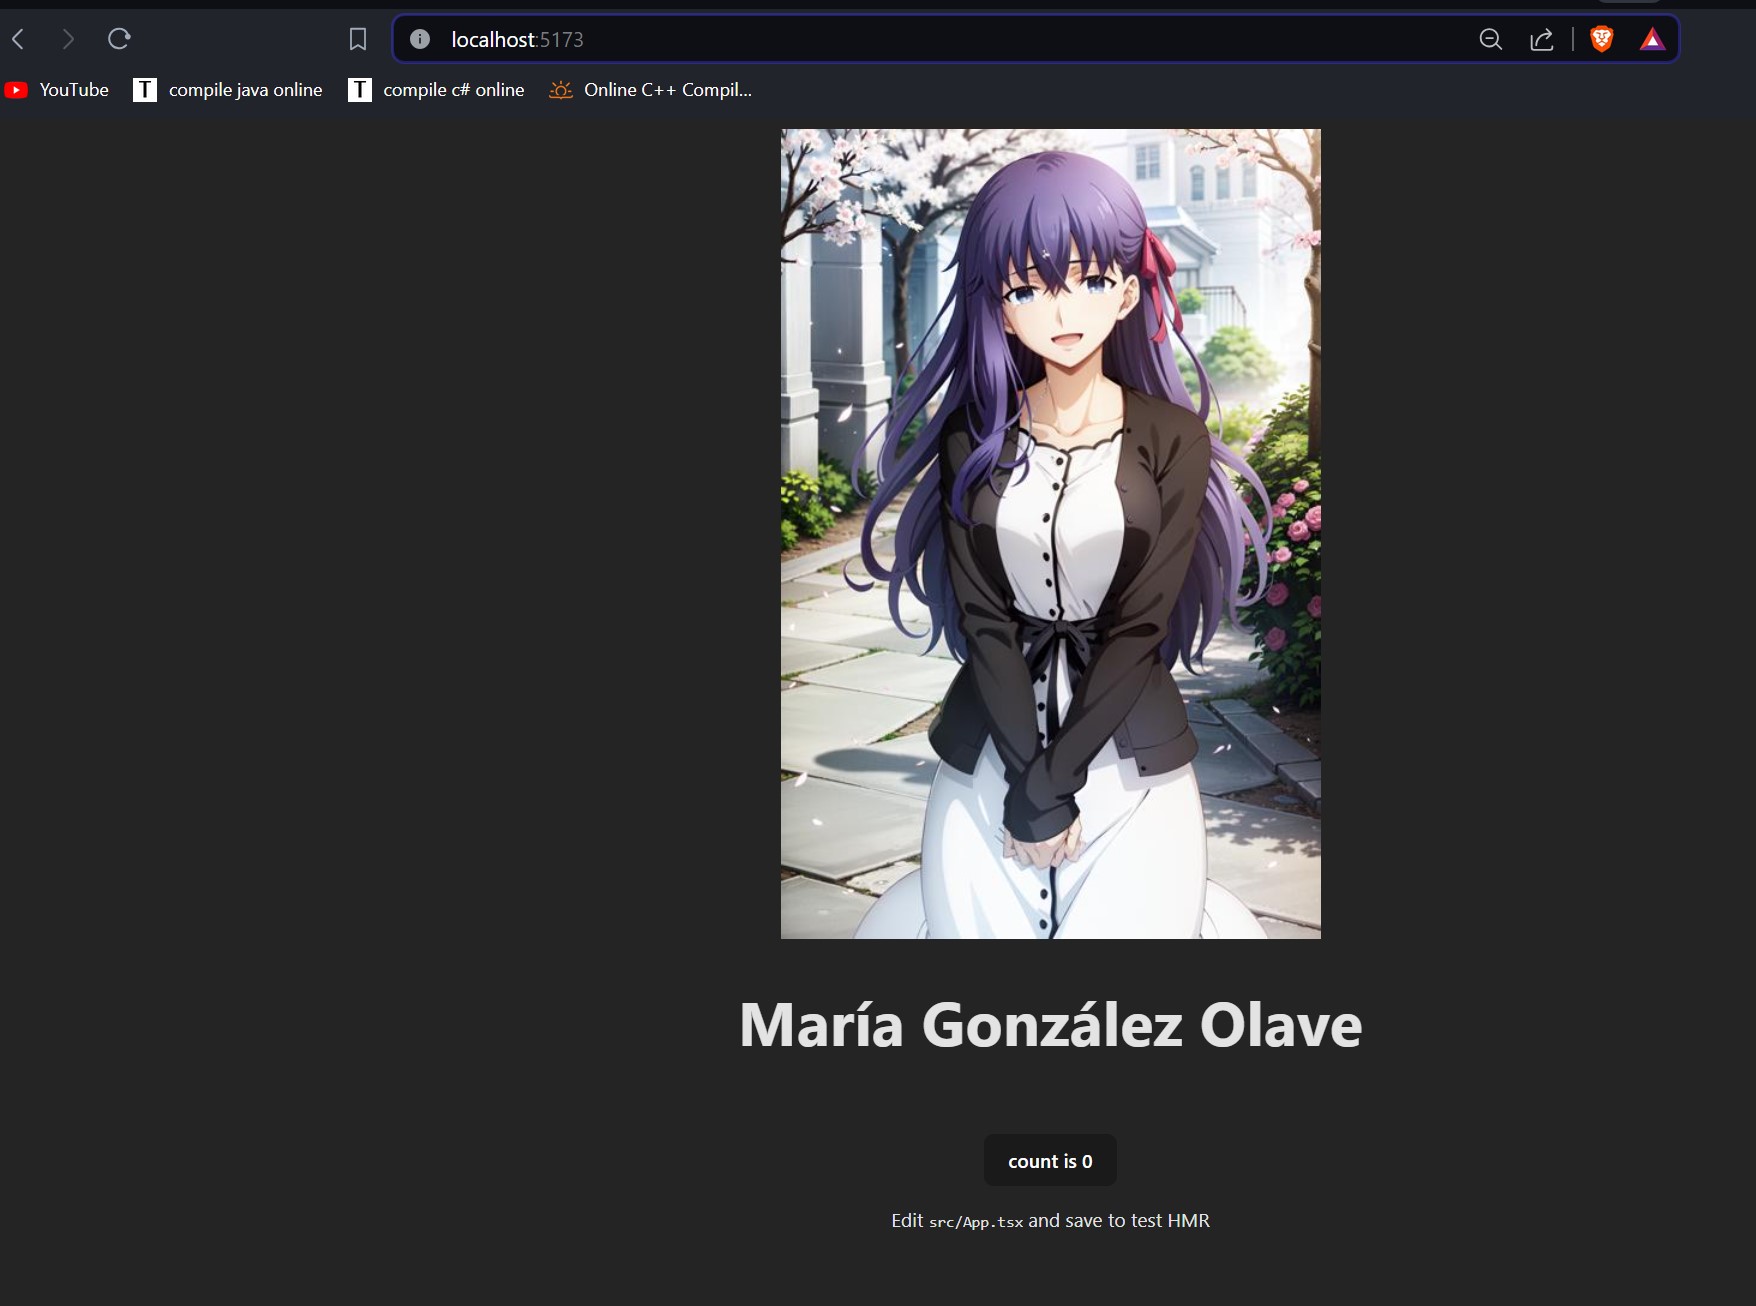 localhost:5173
YouTube
T compile java online
T compile c# online
Online C++ Compil...
María González Olave
count is 0
Edit src/App.tsx and save to test HMR